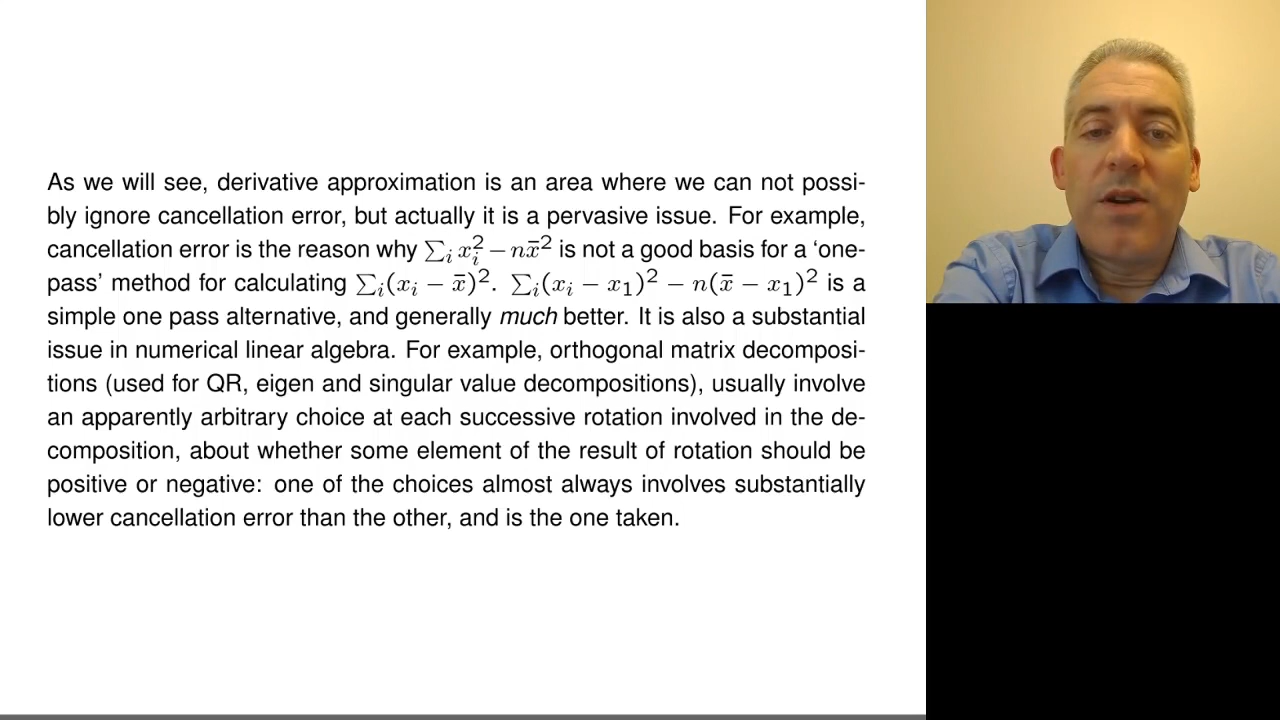 As we will see, derivative approximation is an area where we can not possi-
bly ignore cancellation error, but actually it is a pervasive issue. For example,
cancellation error is the reason why ∑ᵢ xᵢ² − nx̄² is not a good basis for a ‘one-
pass’ method for calculating ∑ᵢ(xᵢ − x̄)². ∑ᵢ(xᵢ − x₁)² − n(x̄ − x₁)² is a
simple one pass alternative, and generally much better. It is also a substantial
issue in numerical linear algebra. For example, orthogonal matrix decomposi-
tions (used for QR, eigen and singular value decompositions), usually involve
an apparently arbitrary choice at each successive rotation involved in the de-
composition, about whether some element of the result of rotation should be
positive or negative: one of the choices almost always involves substantially
lower cancellation error than the other, and is the one taken.